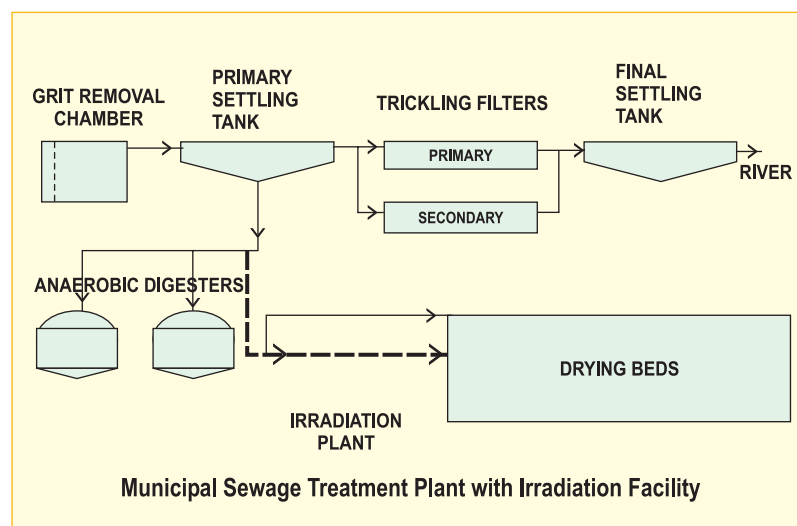 GRIT REMOVAL
CHAMBER
PRIMARY
SETTLING
TANK
TRICKLING FILTERS
FINAL
SETTLING
TANK
PRIMARY
SECONDARY
RIVER
ANAEROBIC DIGESTERS
DRYING BEDS
IRRADIATION
PLANT
Municipal Sewage Treatment Plant with Irradiation Facility